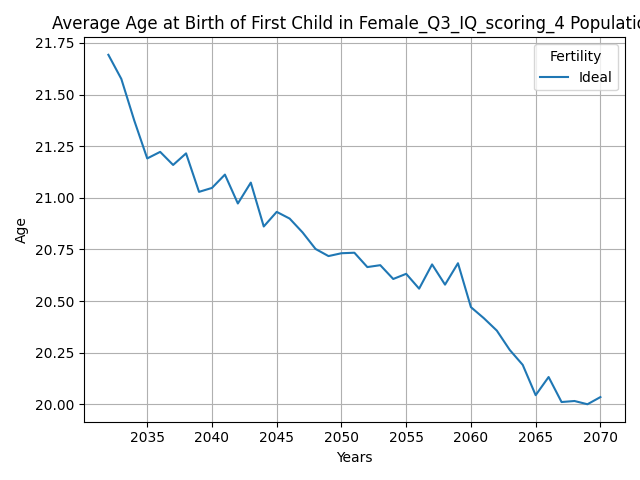 Average Age at Birth of First Child in Female_Q3_IQ_scoring_4 Populatio
Fertility
Ideal
21.75
21.50
21.25
21.00
20.75
20.50
20.25
20.00
Age
2035 2040 2045 2050 2055 2060 2065 2070
Years